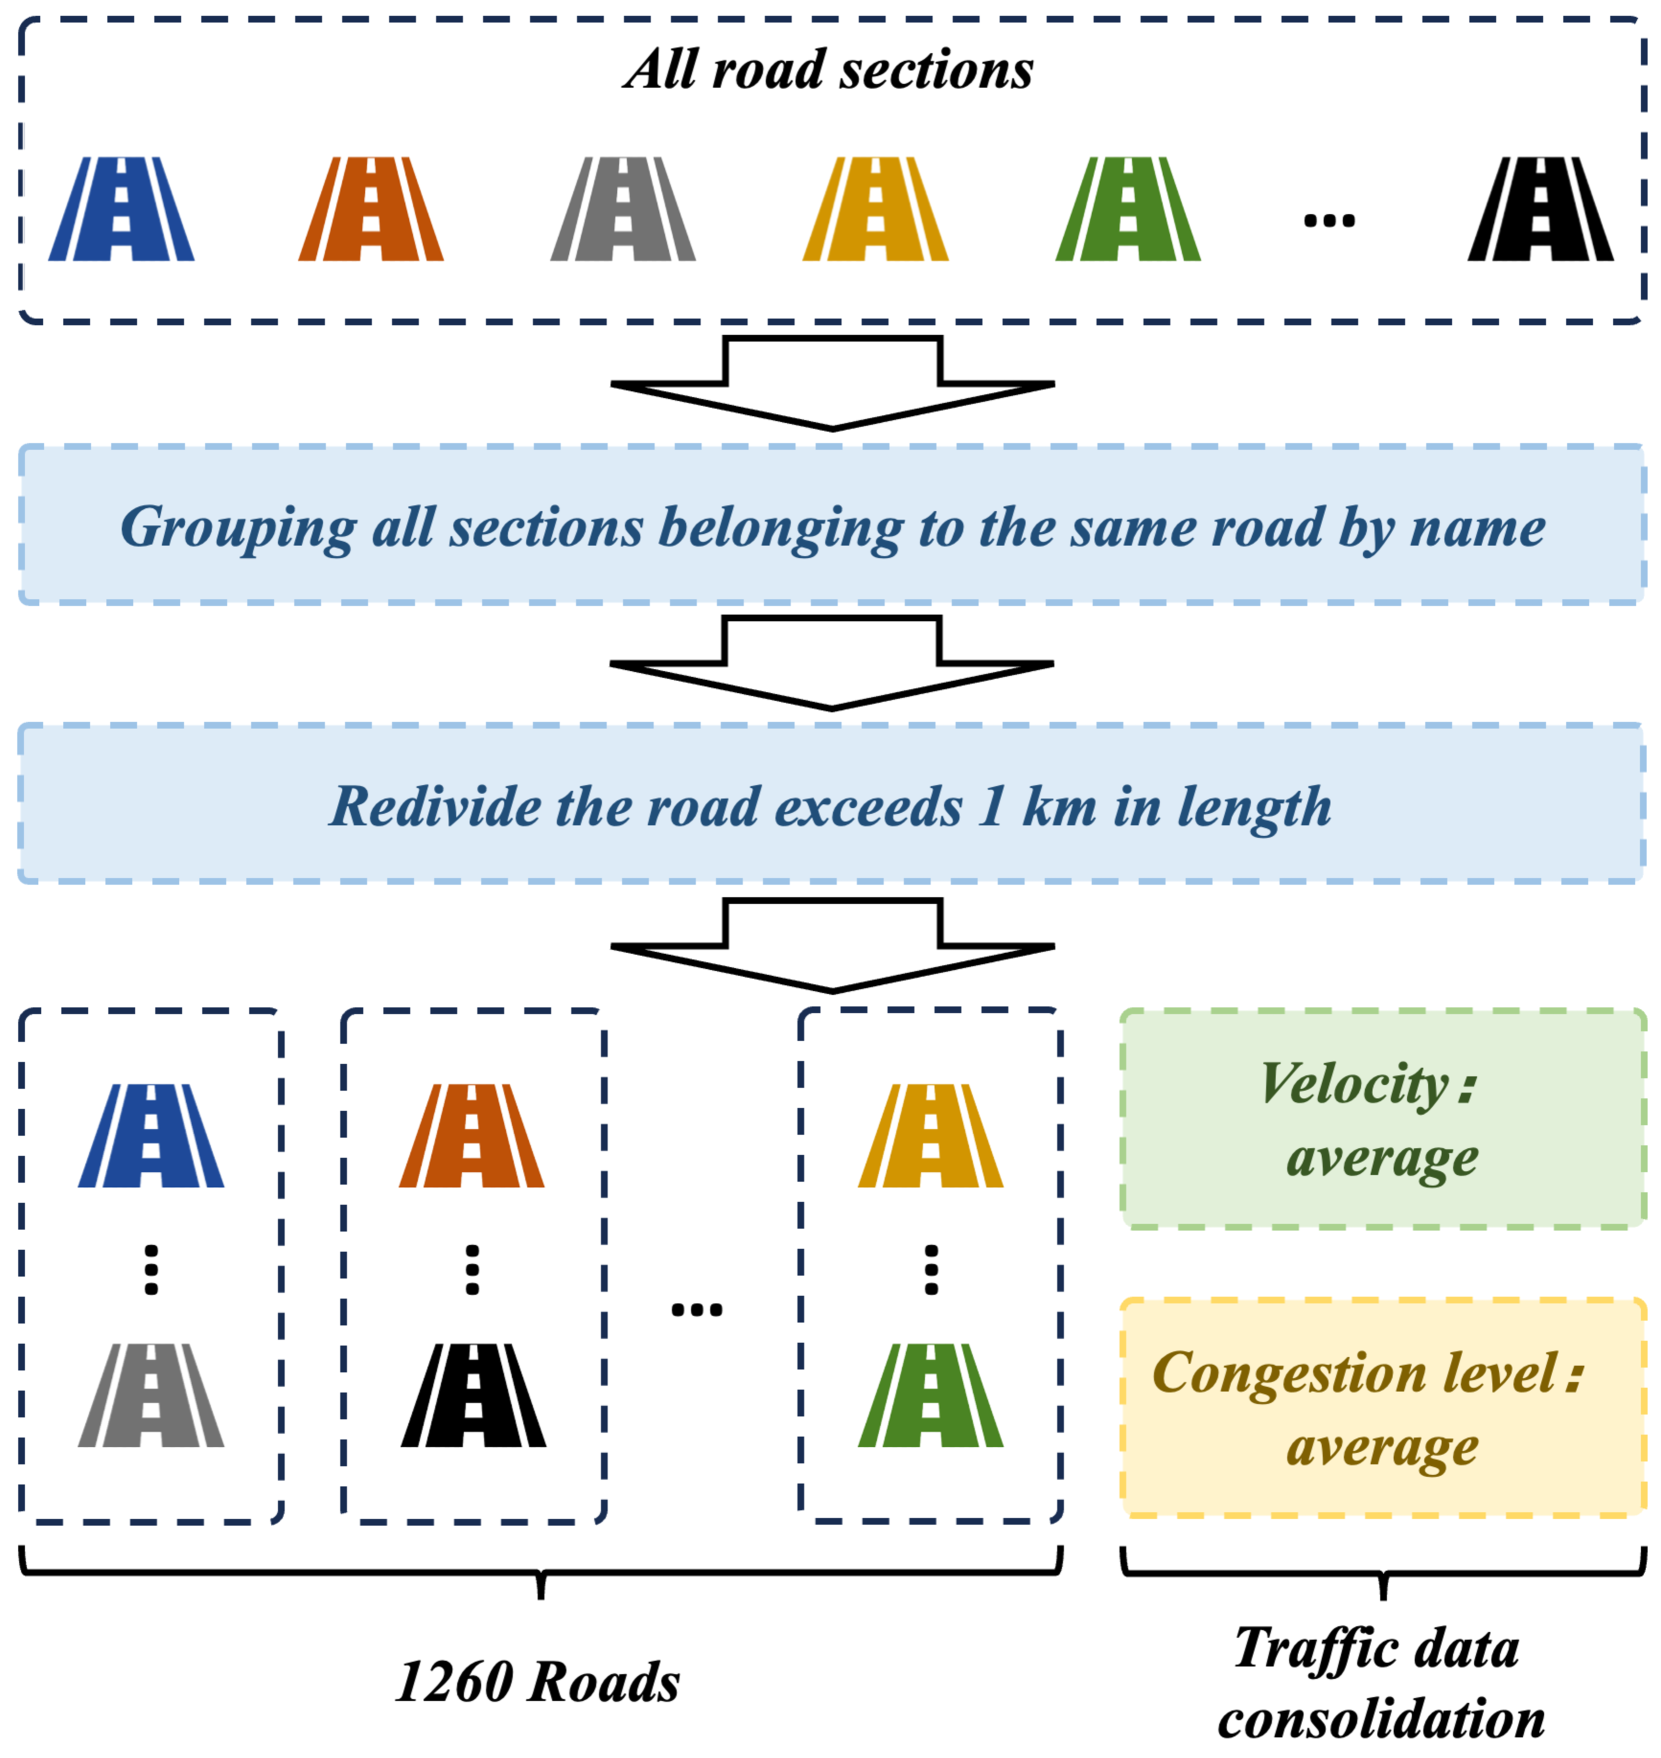 All road sections
Grouping all sections belonging to the same road by name
Redivide the road exceeds 1 km in length
Velocity：
average
Congestion level：
average
1260 Roads
Traffic data
consolidation